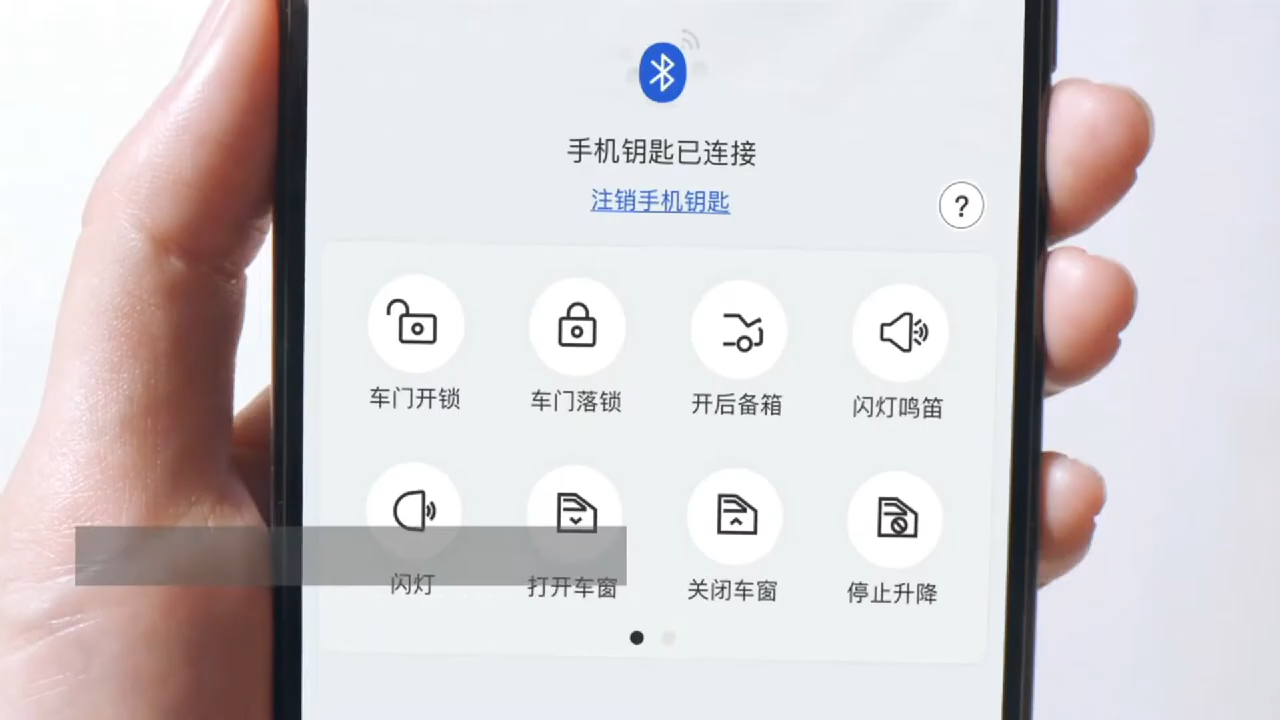 手机钥匙已连接
注销手机钥匙
?
车门开锁 车门落锁 开后备箱 闪灯鸣笛
闪灯 打开车窗 关闭车窗 停止升降